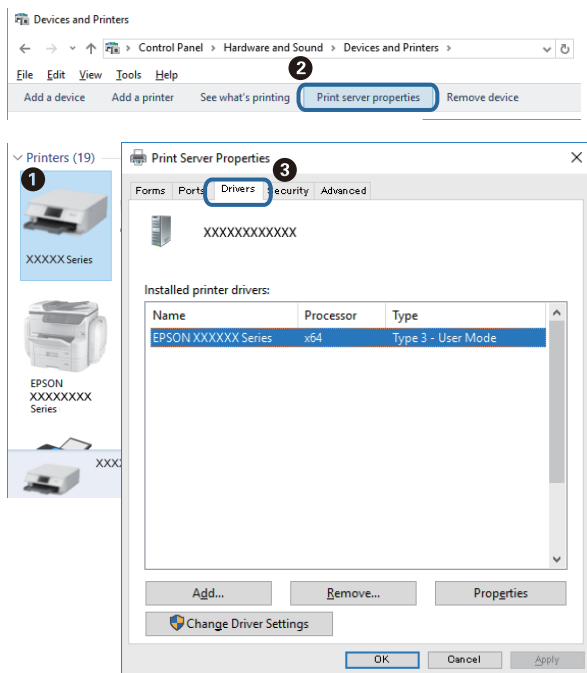 Devices and Printers
Control Panel > Hardware and Sound > Devices and Printers >
File Edit View Tools Help
2
Add a device Add a printer See what's printing Print server properties Remove device
Printers (19)
1
XXXXX Series
EPSON
XXXXXXXX
Series
XXX
Print Server Properties
3
Forms Ports Drivers ecurity Advanced
XXXXXXXXXXXX
Installed printer drivers:
Name Processor Type
EPSON XXXXXX Series x64 Type 3 - User Mode
Add... Remove... Properties
Change Driver Settings
OK Cancel Apply